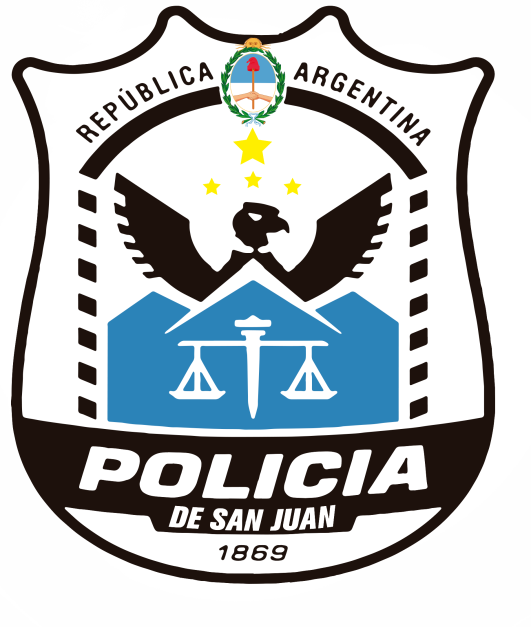 REPÚBLICA ARGENTINA
POLICIA
DE SAN JUAN
1869